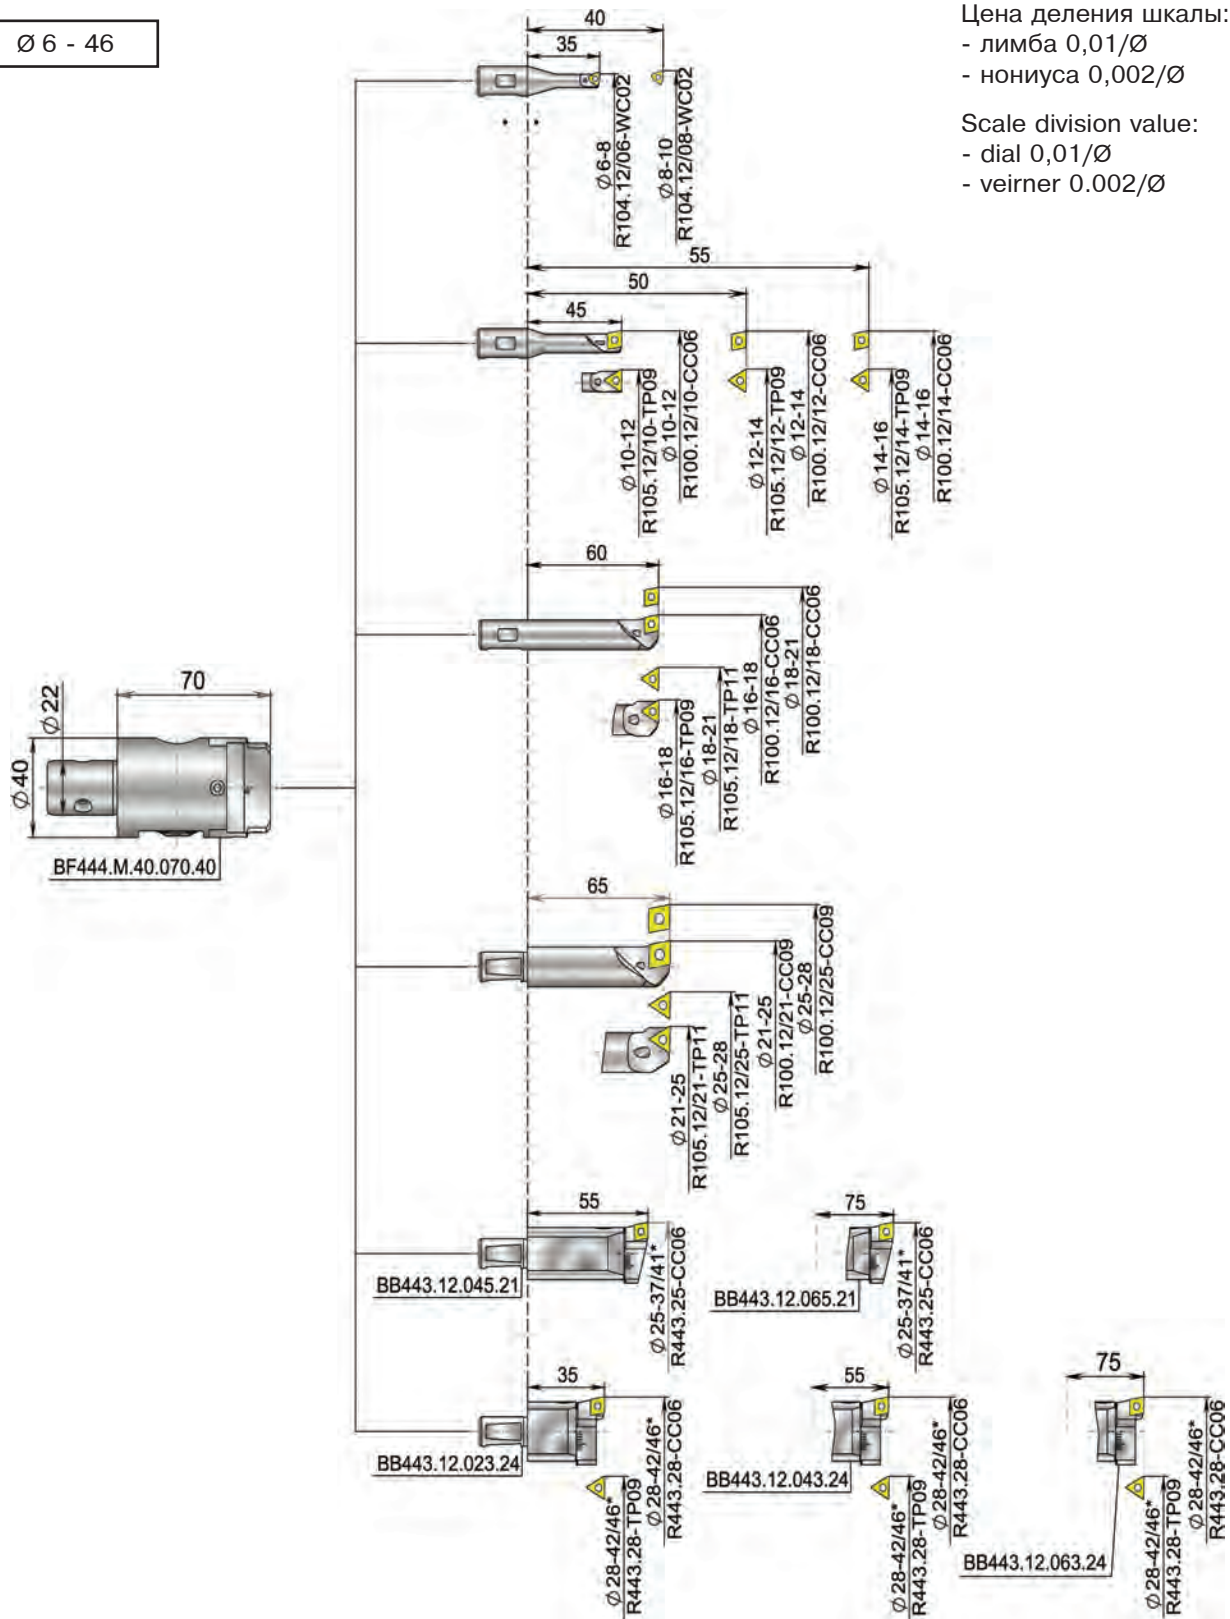 Ø 6 - 46
Цена деления шкалы:
- лимба 0,01/Ø
- нониуса 0,002/Ø
Scale division value:
- dial 0,01/Ø
- veirner 0.002/Ø
40
35
Ø6-8
R104.12/06-WC02
Ø8-10
R104.12/08-WC02
55
50
45
Ø10-12
R105.12/10-TP09
Ø10-12
R100.12/10-CC06
Ø12-14
R105.12/12-TP09
Ø12-14
R100.12/12-CC06
Ø14-16
R105.12/14-TP09
Ø14-16
R100.12/14-CC06
60
Ø16-18
R105.12/16-TP09
Ø18-21
R105.12/18-TP11
Ø16-18
R100.12/16-CC06
Ø18-21
R100.12/18-CC06
70
Ø22
Ø40
BF444.M.40.070.40
65
Ø21-25
R105.12/21-TP11
Ø25-28
R105.12/25-TP11
Ø21-25
R100.12/21-CC09
Ø25-28
R100.12/25-CC09
55
BB443.12.045.21
Ø25-37/41*
R443.25-CC06
75
BB443.12.065.21
Ø25-37/41*
R443.25-CC06
35
BB443.12.023.24
Ø28-42/46*
R443.28-TP09
Ø28-42/46*
R443.28-CC06
55
BB443.12.043.24
Ø28-42/46*
R443.28-TP09
Ø28-42/46*
R443.28-CC06
75
BB443.12.063.24
Ø28-42/46*
R443.28-TP09
Ø28-42/46*
R443.28-CC06